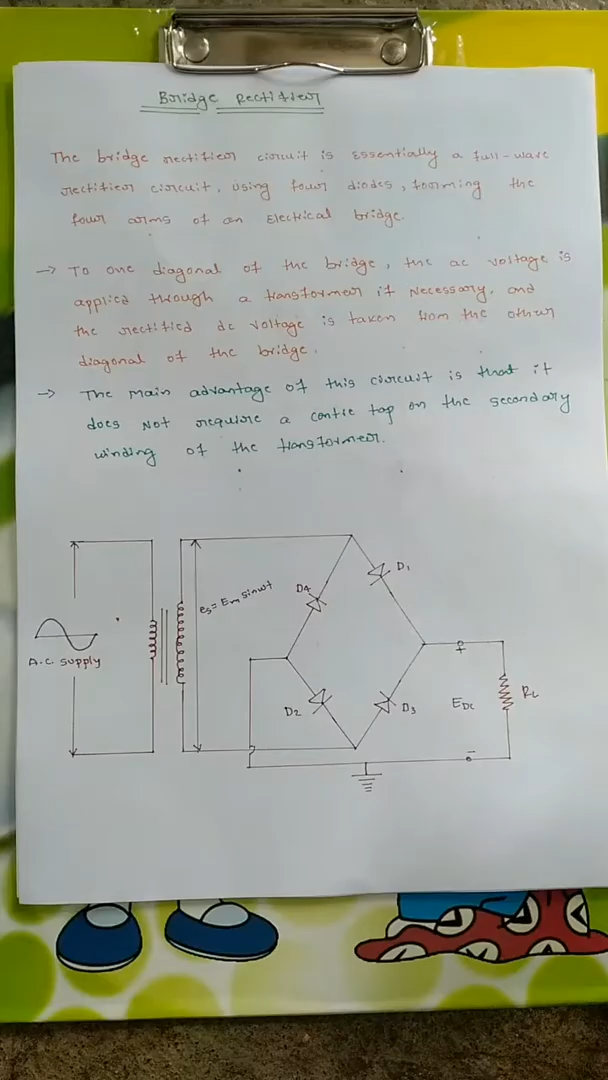 Bridge Rectifier
The bridge rectifier circuit is essentially a full-wave
rectifier circuit, using four diodes, forming the
four arms of an Electrical bridge.
→ To one diagonal of the bridge, the ac voltage is
applied through a transformer if necessary, and
the rectified dc voltage is taken from the other
diagonal of the bridge.
→ The main advantage of this circuit is that it
does Not require a centre tap on the secondary
winding of the transformer.
D1
D4
es = Em sinωt
A.C. supply
+
D2
D3
EDC
RL
-